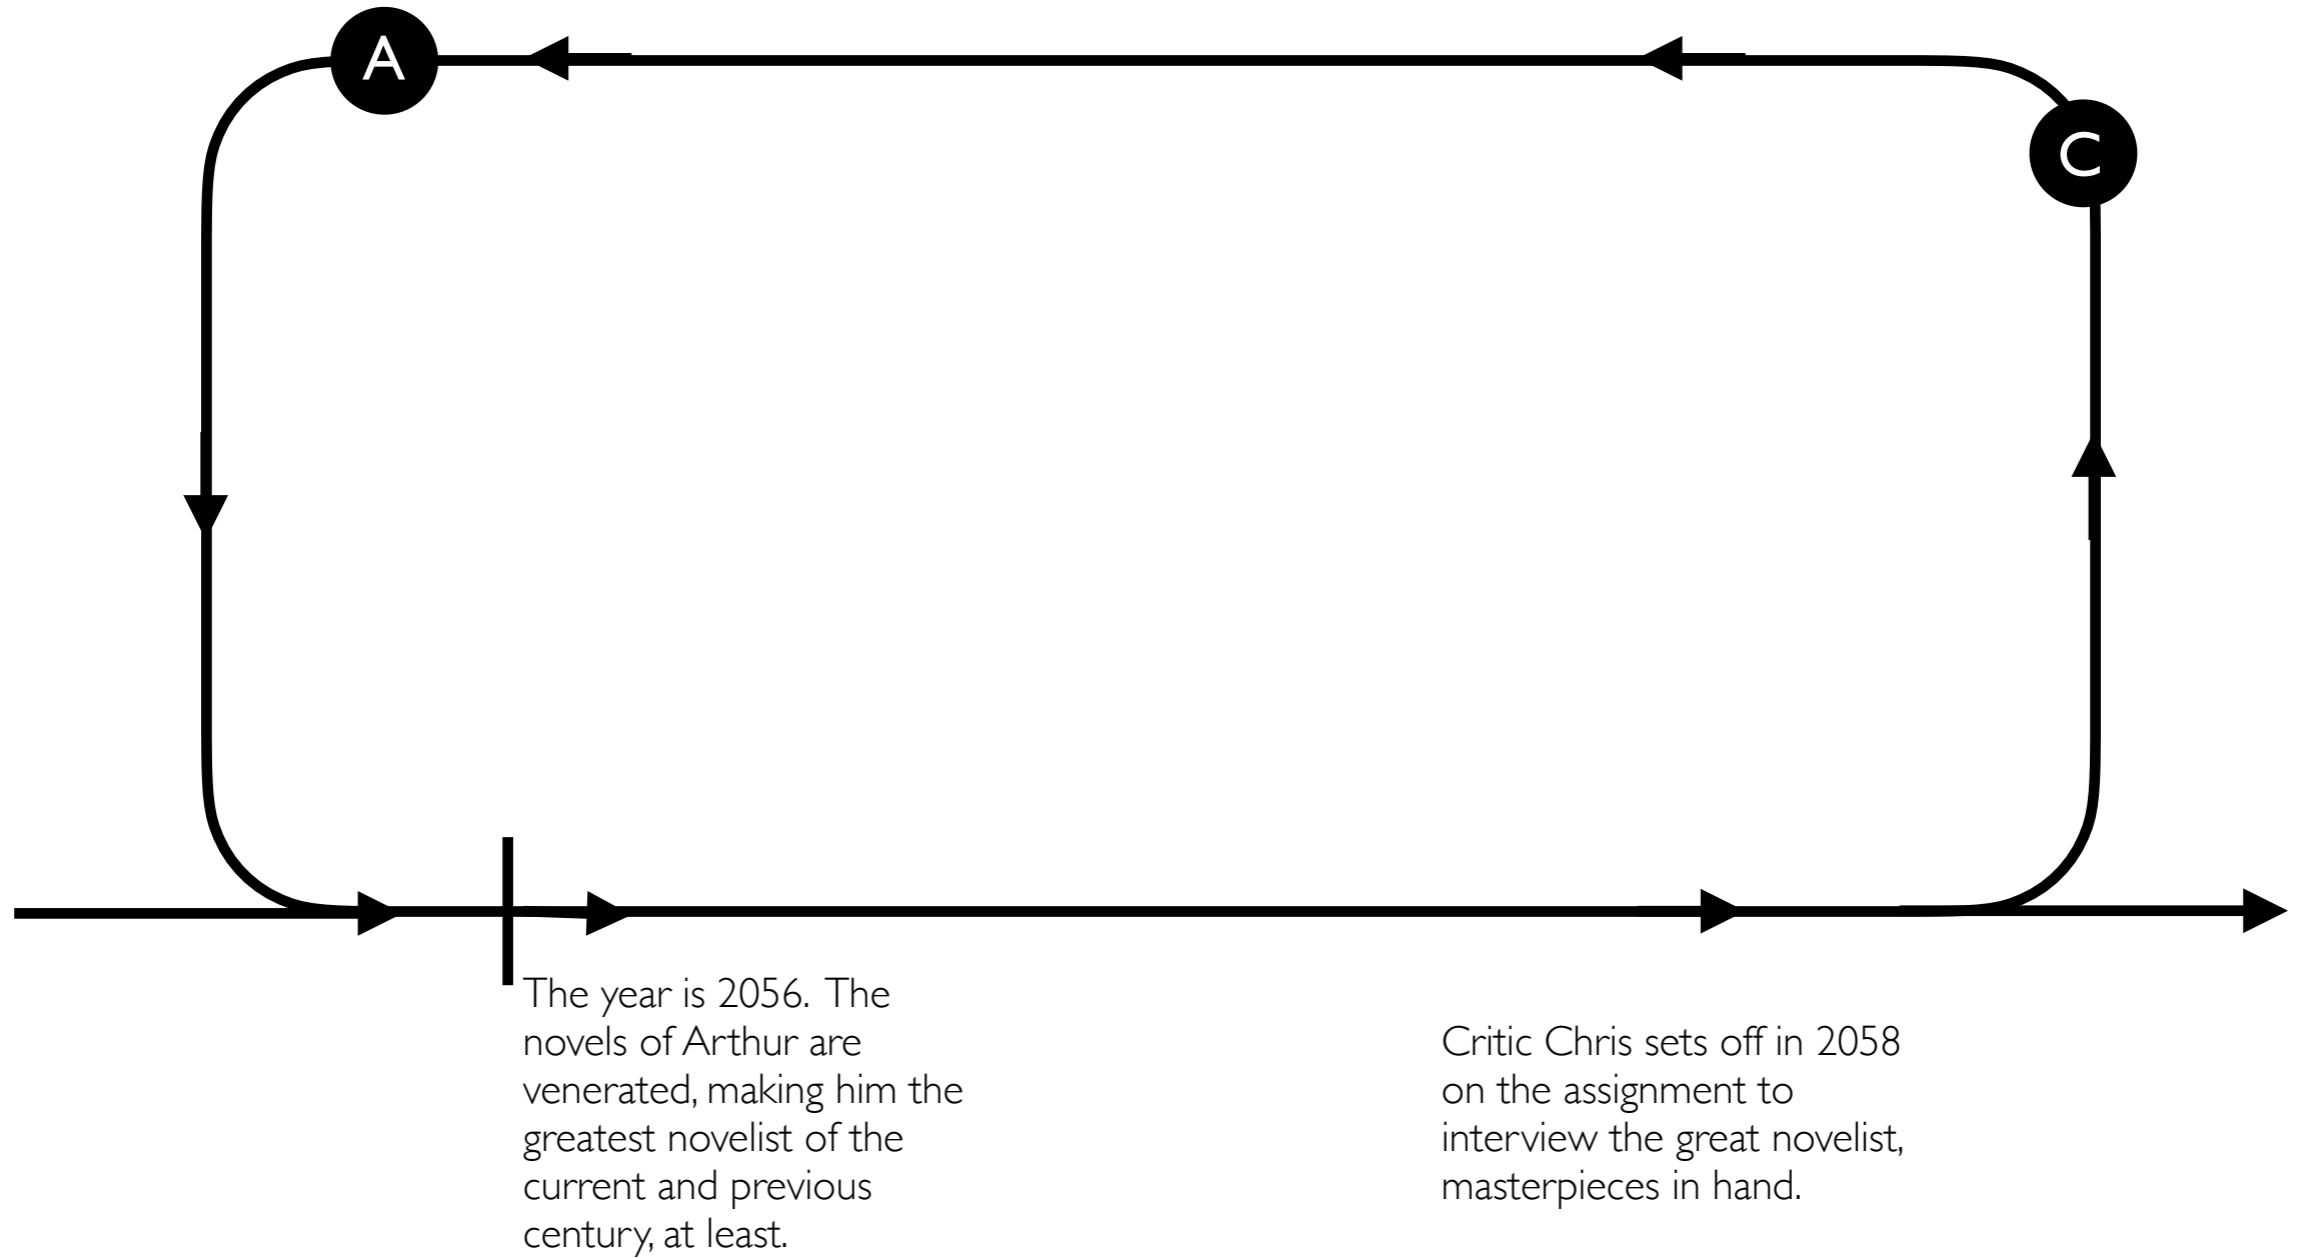 A
C
The year is 2056. The
novels of Arthur are
venerated, making him the
greatest novelist of the
current and previous
century, at least.
Critic Chris sets off in 2058
on the assignment to
interview the great novelist,
masterpieces in hand.